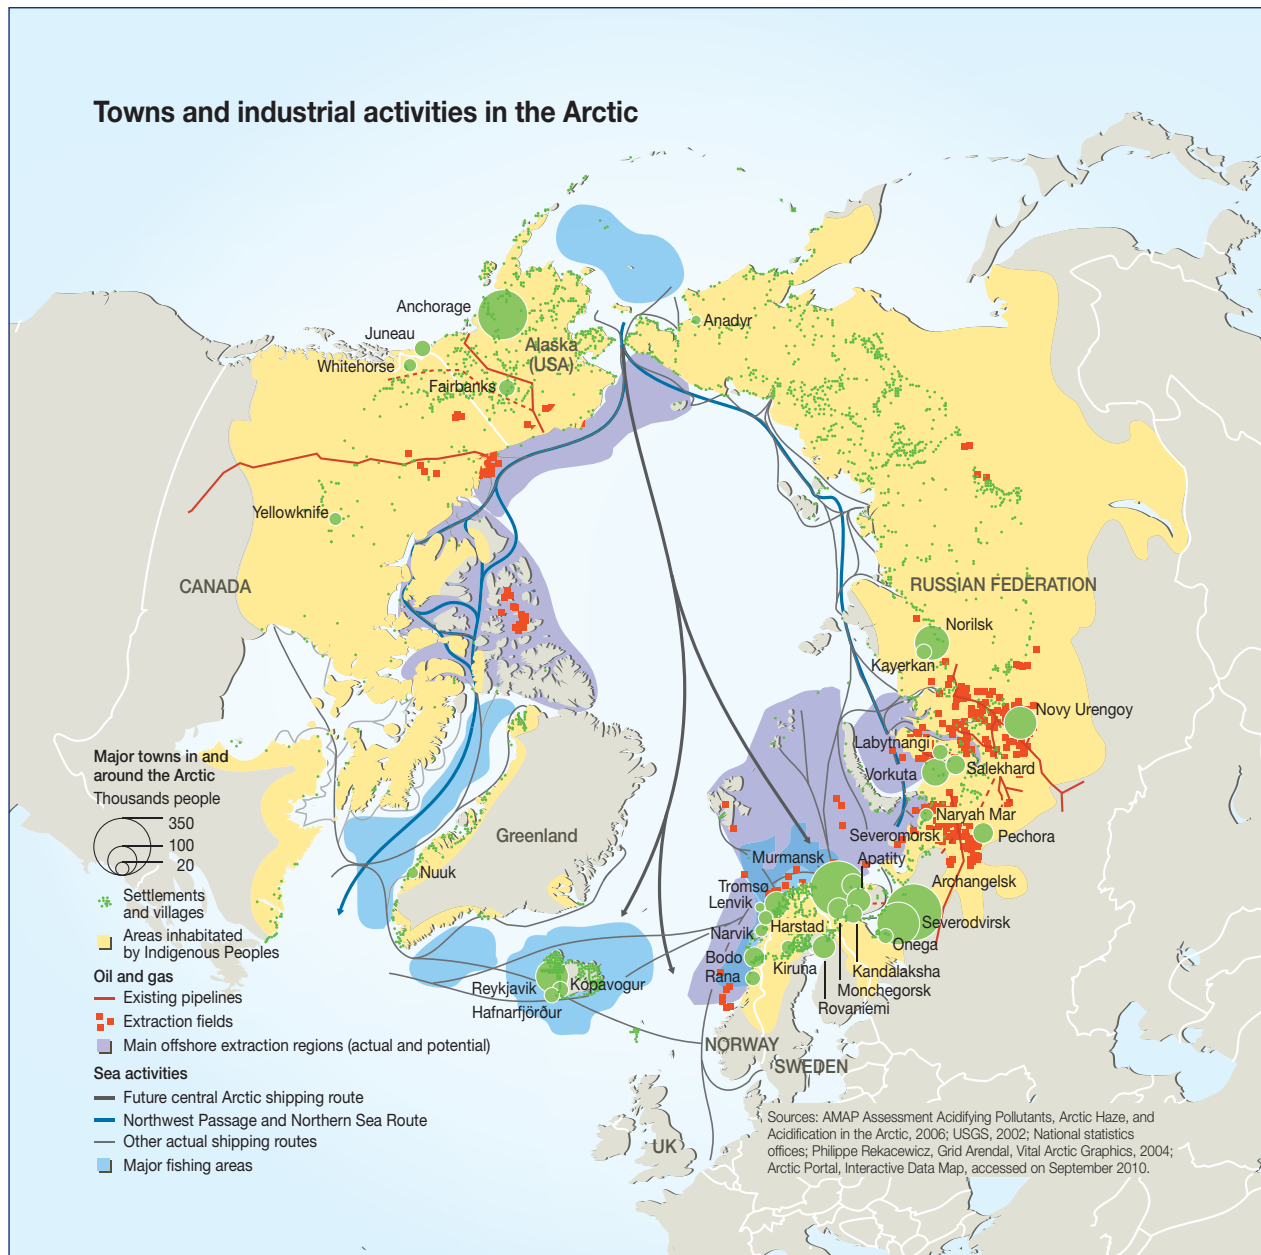 Towns and industrial activities in the Arctic
Anchorage
Juneau
Whitehorse
Alaska
(USA)
Fairbanks
Anadyr
Yellowknife
CANADA
RUSSIAN FEDERATION
Norilsk
Kayerkan
Novy Urengoy
Labytnangi
Salekhard
Vorkuta
Naryah Mar
Severomorsk
Pechora
Murmansk
Apatity
Archangelsk
Tromsø
Lenvik
Severodvirsk
Harstad
Narvik
Onega
Bodo
Kiruna
Kandalaksha
Rana
Monchegorsk
Rovaniemi
Greenland
Nuuk
Reykjavik
Kópavogur
Hafnarfjörður
NORWAY
SWEDEN
UK
Major towns in and
around the Arctic
Thousands people
350
100
20
Settlements
and villages
Areas inhabitated
by Indigenous Peoples
Oil and gas
Existing pipelines
Extraction fields
Main offshore extraction regions (actual and potential)
Sea activities
Future central Arctic shipping route
Northwest Passage and Northern Sea Route
Other actual shipping routes
Major fishing areas
Sources: AMAP Assessment Acidifying Pollutants, Arctic Haze, and
Acidification in the Arctic, 2006; USGS, 2002; National statistics
offices; Philippe Rekacewicz, Grid Arendal, Vital Arctic Graphics, 2004;
Arctic Portal, Interactive Data Map, accessed on September 2010.